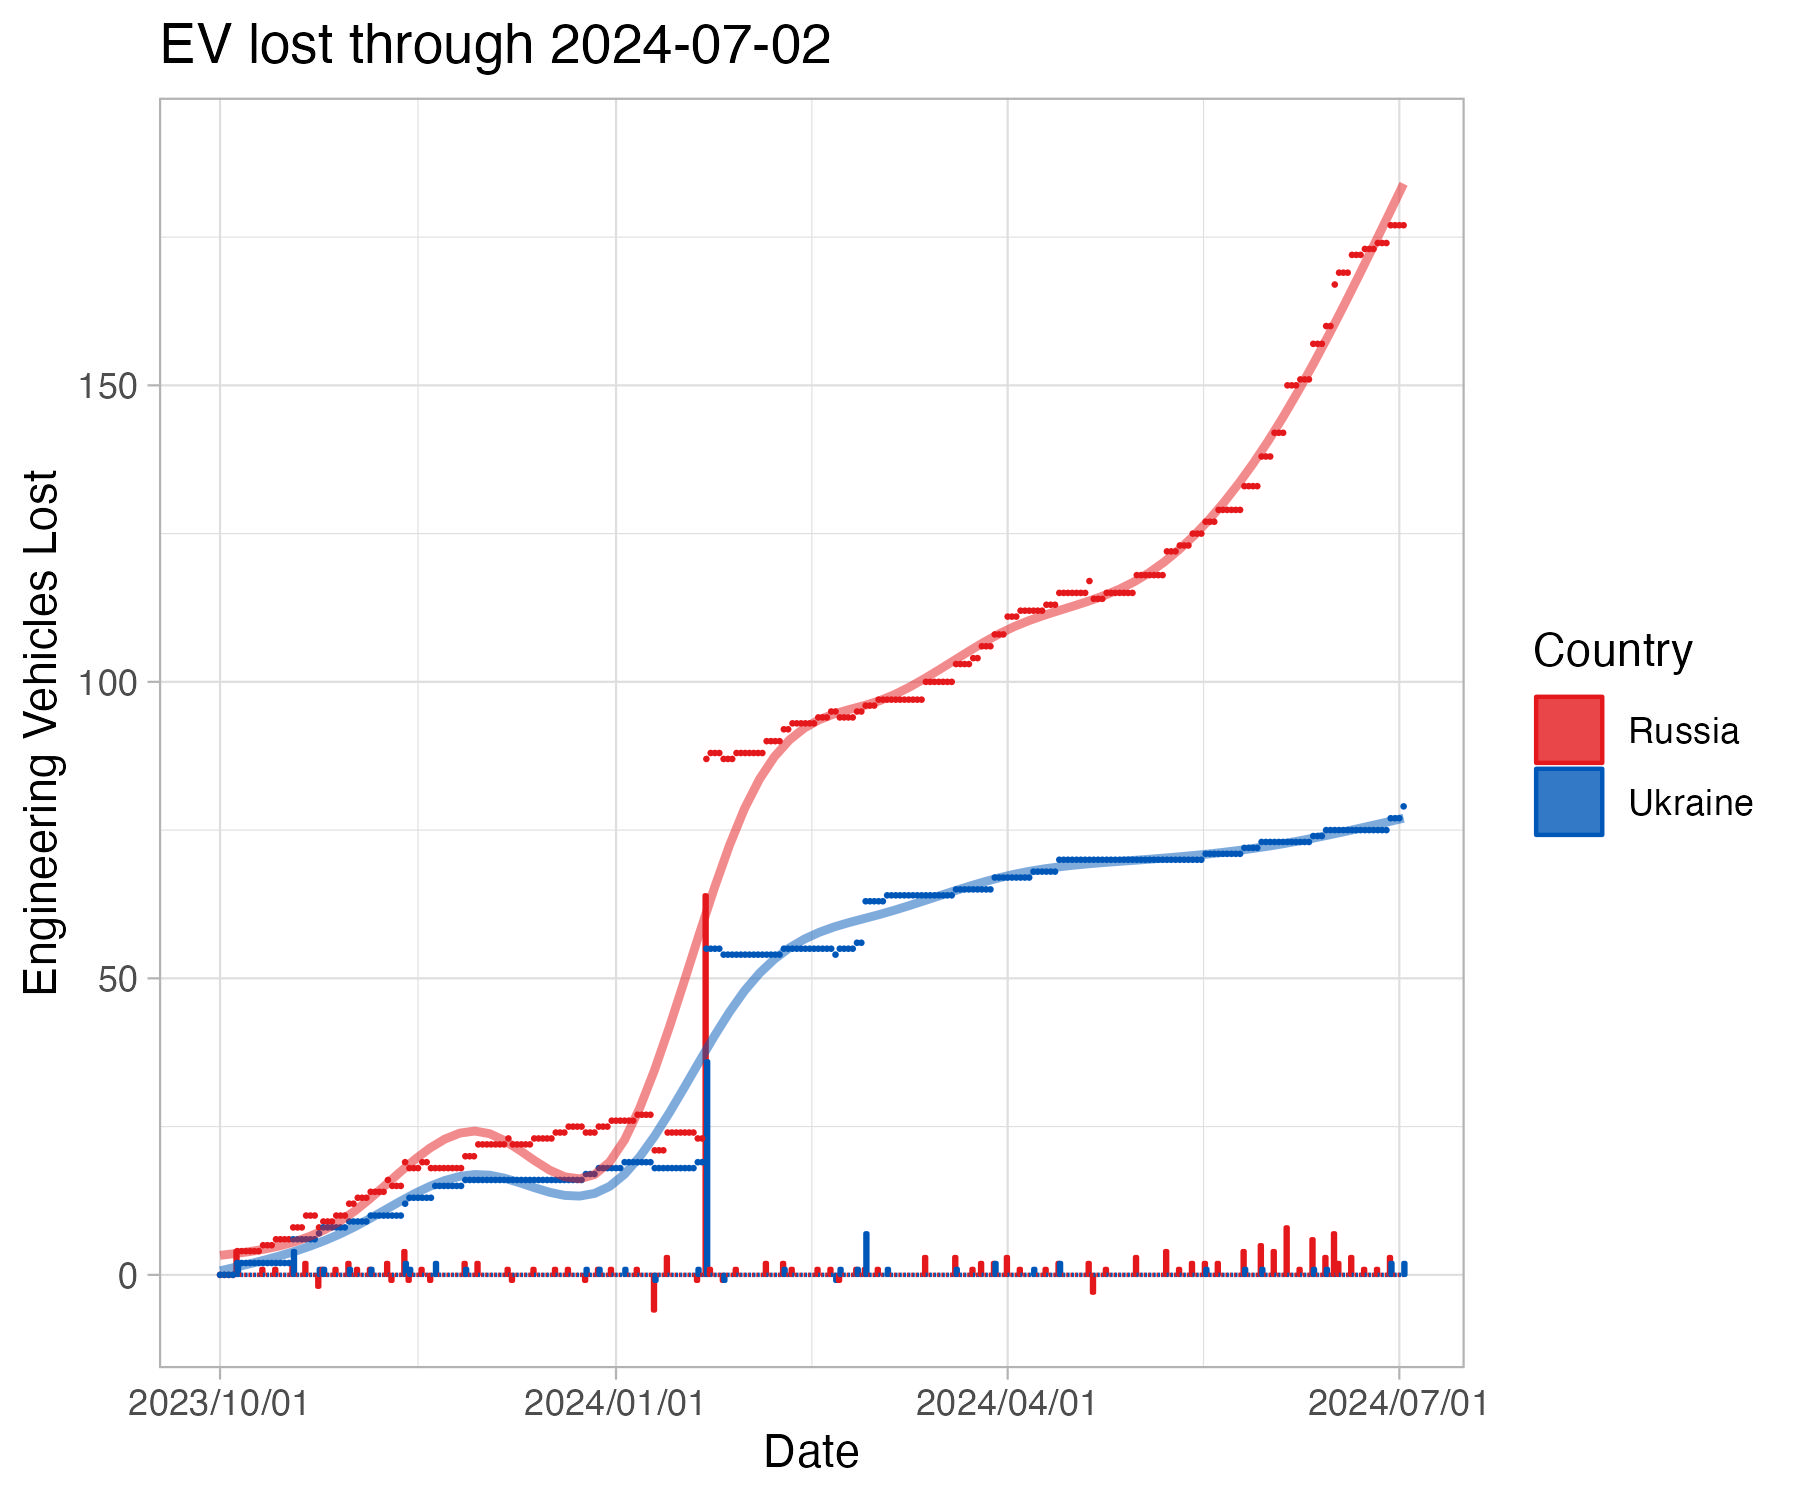 EV lost through 2024-07-02
Engineering Vehicles Lost
150
100
50
0
2023/10/01
2024/01/01
2024/04/01
2024/07/01
Date
Country
Russia
Ukraine